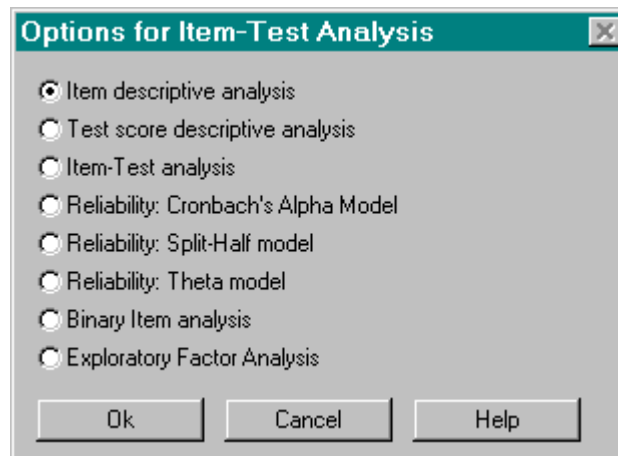 Options for Item-Test Analysis
Item descriptive analysis
Test score descriptive analysis
Item-Test analysis
Reliability: Cronbach's Alpha Model
Reliability: Split-Half model
Reliability: Theta model
Binary Item analysis
Exploratory Factor Analysis
Ok Cancel Help